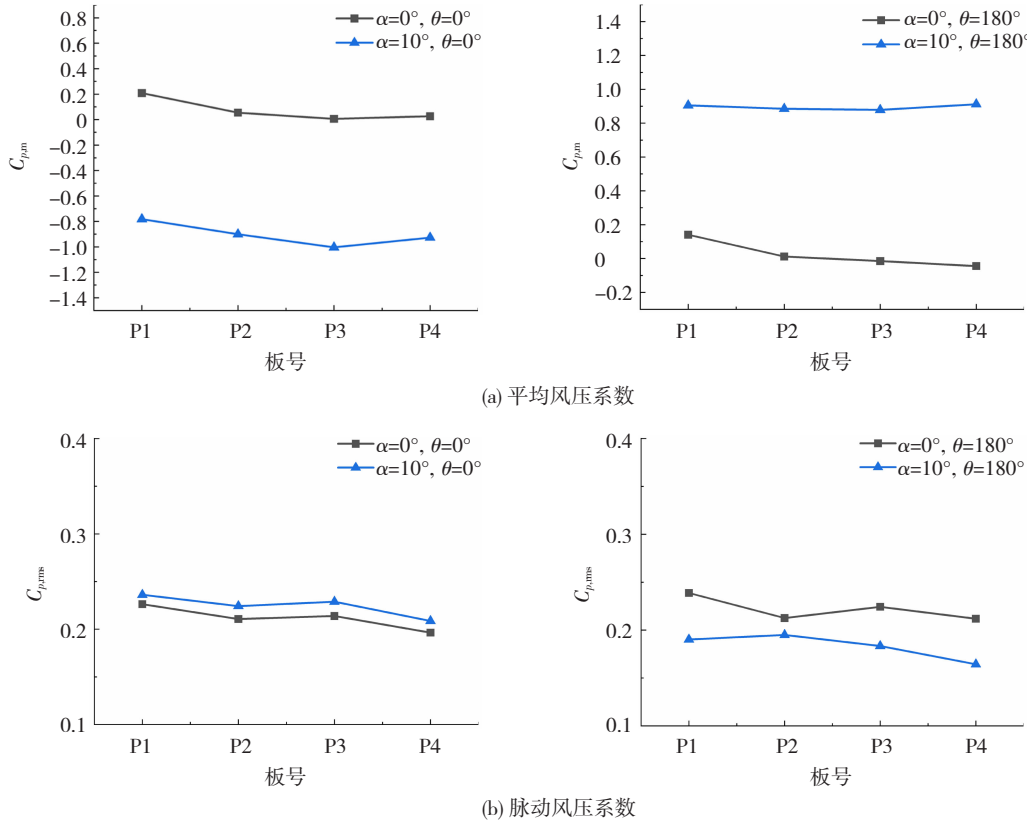 α=0°, θ=0°
α=10°, θ=0°
0.8
0.6
0.4
0.2
0
−0.2
−0.4
−0.6
−0.8
−1.0
−1.2
−1.4
C_{p,m}
P1 P2 P3 P4
板号
α=0°, θ=180°
α=10°, θ=180°
1.4
1.2
1.0
0.8
0.6
0.4
0.2
0
−0.2
C_{p,m}
P1 P2 P3 P4
板号
(a) 平均风压系数
α=0°, θ=0°
α=10°, θ=0°
0.4
0.3
0.2
0.1
C_{p,rms}
P1 P2 P3 P4
板号
α=0°, θ=180°
α=10°, θ=180°
0.4
0.3
0.2
0.1
C_{p,rms}
P1 P2 P3 P4
板号
(b) 脉动风压系数